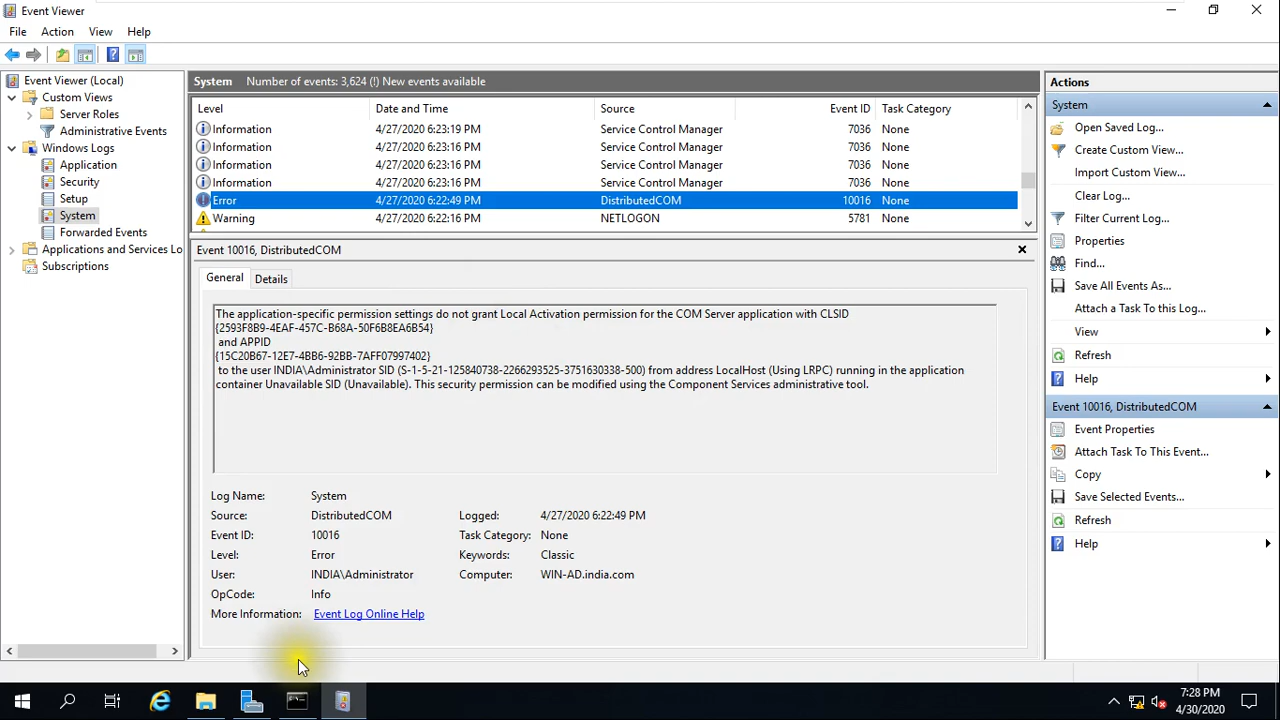 Event Viewer
File Action View Help
Event Viewer (Local)
Custom Views
Server Roles
Administrative Events
Windows Logs
Application
Security
Setup
System
Forwarded Events
Applications and Services Lo
Subscriptions
System Number of events: 3,624 (!) New events available
Level Date and Time Source Event ID Task Category
Information 4/27/2020 6:23:19 PM Service Control Manager 7036 None
Information 4/27/2020 6:23:16 PM Service Control Manager 7036 None
Information 4/27/2020 6:23:16 PM Service Control Manager 7036 None
Information 4/27/2020 6:23:16 PM Service Control Manager 7036 None
Error 4/27/2020 6:22:49 PM DistributedCOM 10016 None
Warning 4/27/2020 6:22:16 PM NETLOGON 5781 None
Event 10016, DistributedCOM
General Details
The application-specific permission settings do not grant Local Activation permission for the COM Server application with CLSID
{2593F8B9-4EAF-457C-B68A-50F6B8EA6B54}
and APPID
{15C20B67-12E7-4BB6-92BB-7AFF07997402}
to the user INDIA\Administrator SID (S-1-5-21-125840738-2266293525-3751630338-500) from address LocalHost (Using LRPC) running in the application
container Unavailable SID (Unavailable). This security permission can be modified using the Component Services administrative tool.
Log Name: System
Source: DistributedCOM Logged: 4/27/2020 6:22:49 PM
Event ID: 10016 Task Category: None
Level: Error Keywords: Classic
User: INDIA\Administrator Computer: WIN-AD.india.com
OpCode: Info
More Information: Event Log Online Help
Actions
System
Open Saved Log...
Create Custom View...
Import Custom View...
Clear Log...
Filter Current Log...
Properties
Find...
Save All Events As...
Attach a Task To this Log...
View
Refresh
Help
Event 10016, DistributedCOM
Event Properties
Attach Task To This Event...
Copy
Save Selected Events...
Refresh
Help
7:28 PM
4/30/2020